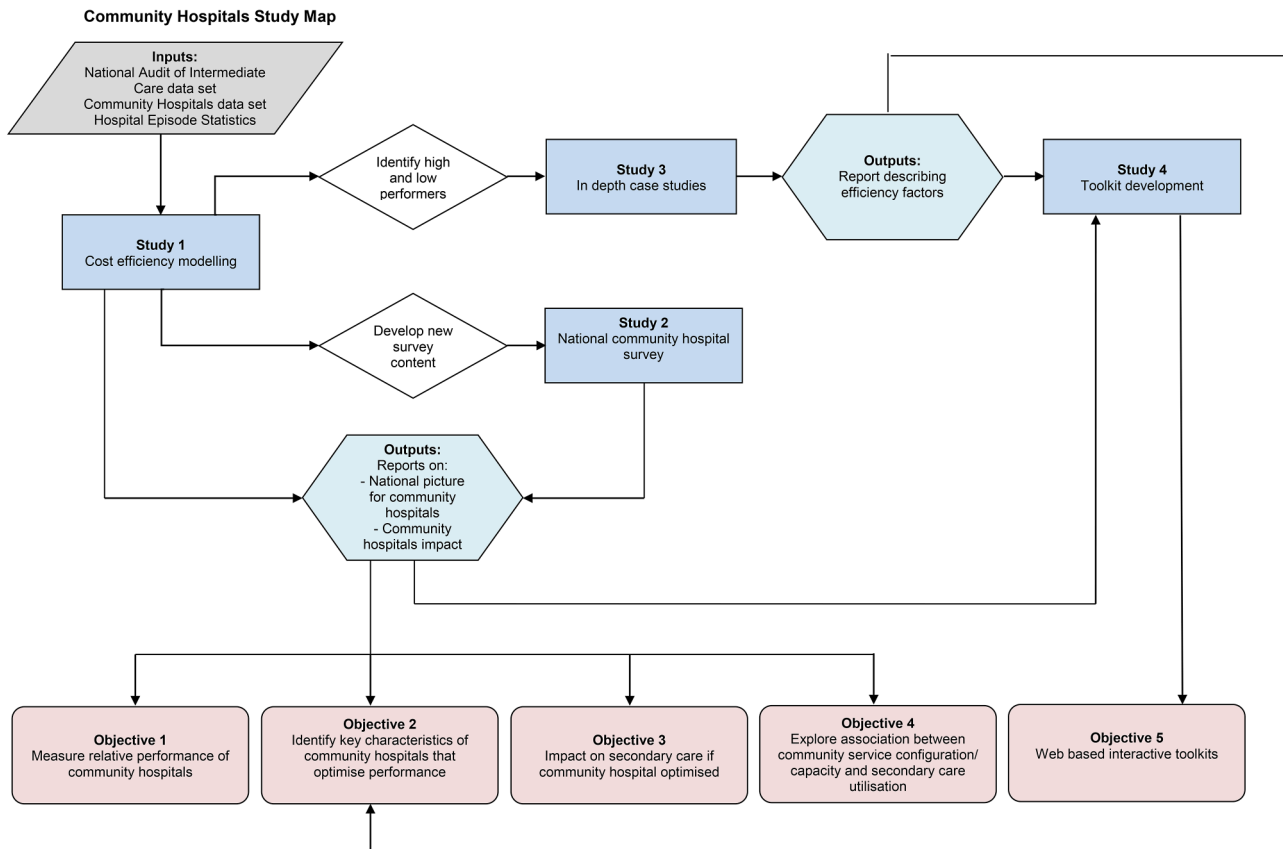 Community Hospitals Study Map
Inputs:
National Audit of Intermediate
Care data set
Community Hospitals data set
Hospital Episode Statistics
Identify high
and low
performers
Study 3
In depth case studies
Outputs:
Report describing
efficiency factors
Study 4
Toolkit development
Study 1
Cost efficiency modelling
Develop new
survey
content
Study 2
National community hospital
survey
Outputs:
Reports on:
- National picture
for community
hospitals
- Community
hospitals impact
Objective 1
Measure relative performance of
community hospitals
Objective 2
Identify key characteristics of
community hospitals that
optimise performance
Objective 3
Impact on secondary care if
community hospital optimised
Objective 4
Explore association between
community service configuration/
capacity and secondary care
utilisation
Objective 5
Web based interactive toolkits